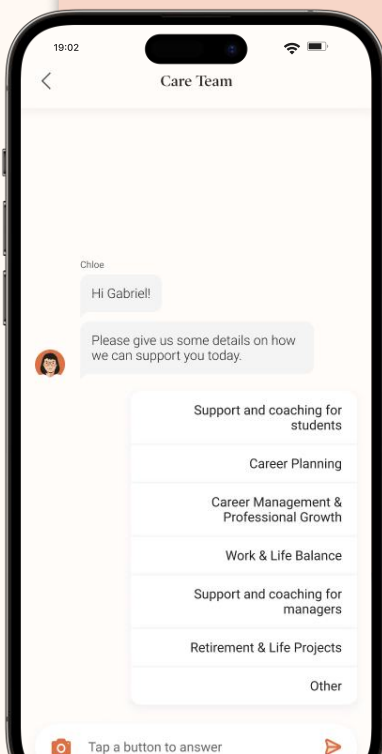 19:02
Care Team
Chloe
Hi Gabriel!
Please give us some details on how
we can support you today.
Support and coaching for
students
Career Planning
Career Management &
Professional Growth
Work & Life Balance
Support and coaching for
managers
Retirement & Life Projects
Other
Tap a button to answer